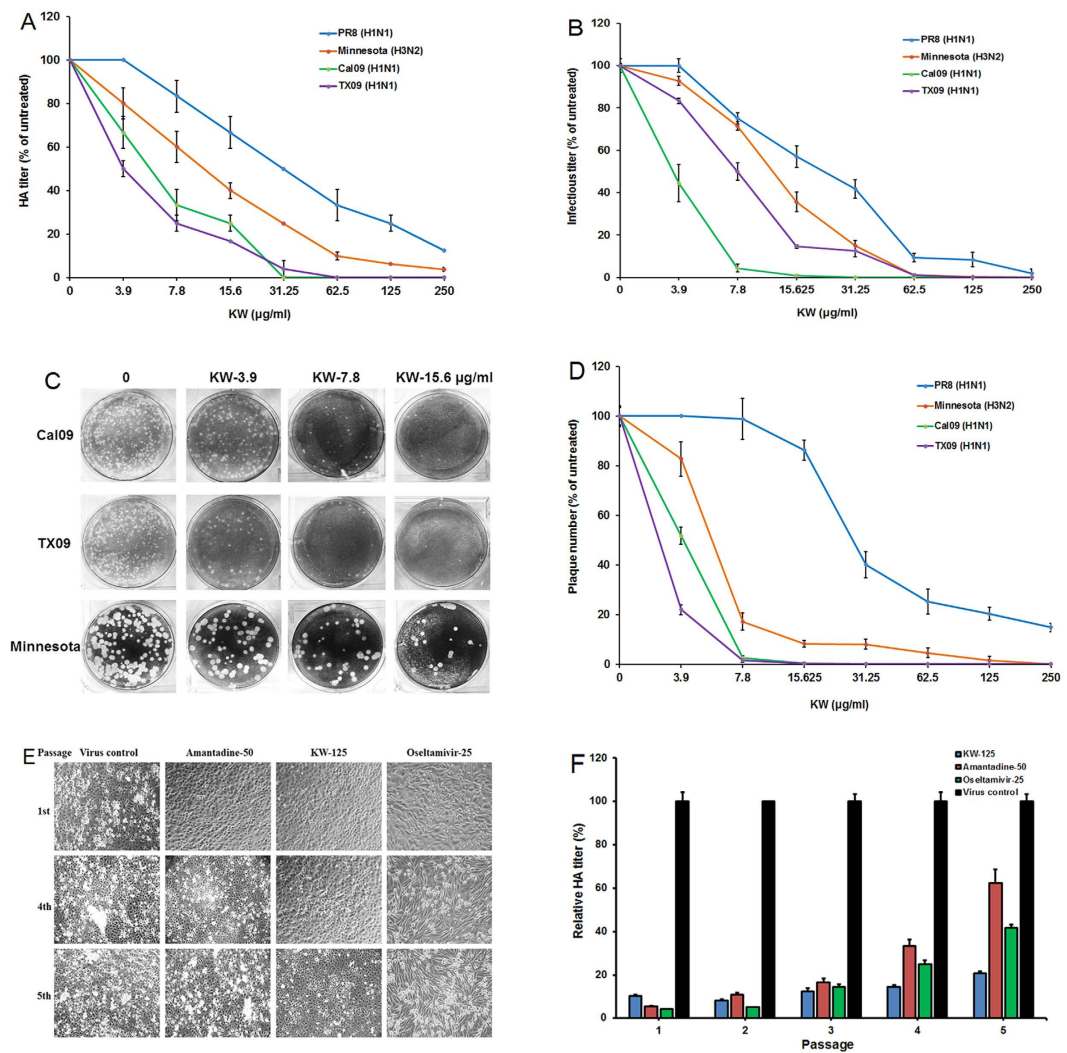 A
120
100
80
60
40
20
0
HA titer (% of untreated)
PR8 (H1N1)
Minnesota (H3N2)
Cal09 (H1N1)
TX09 (H1N1)
0 3.9 7.8 15.6 31.25 62.5 125 250
KW (µg/ml)
B
120
100
80
60
40
20
0
Infectious titer (% of untreated)
PR8 (H1N1)
Minnesota (H3N2)
Cal09 (H1N1)
TX09 (H1N1)
0 3.9 7.8 15.625 31.25 62.5 125 250
KW (µg/ml)
C
0 KW-3.9 KW-7.8 KW-15.6 µg/ml
Cal09
TX09
Minnesota
D
120
100
80
60
40
20
0
Plaque number (% of untreated)
PR8 (H1N1)
Minnesota (H3N2)
Cal09 (H1N1)
TX09 (H1N1)
0 3.9 7.8 15.625 31.25 62.5 125 250
KW (µg/ml)
E
Passage Virus control Amantadine-50 KW-125 Oseltamivir-25
1st
4th
5th
F
120
100
80
60
40
20
0
Relative HA titer (%)
KW-125
Amantadine-50
Oseltamivir-25
Virus control
1 2 3 4 5
Passage